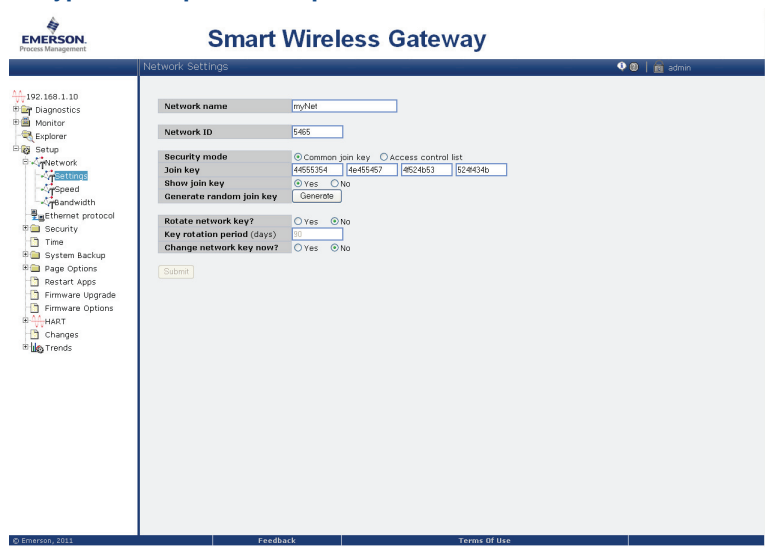 EMERSON.
Process Management
Smart Wireless Gateway
Network Settings
admin
192.168.1.10
Diagnostics
Monitor
Explorer
Setup
Network
Settings
Speed
Bandwidth
Ethernet protocol
Security
Time
System Backup
Page Options
Restart Apps
Firmware Upgrade
Firmware Options
HART
Changes
Trends
Network name myNet
Network ID 5465
Security mode Common join key Access control list
Join key 44555354 4e455457 4f524b53 524f434b
Show join key Yes No
Generate random join key Generate
Rotate network key? Yes No
Key rotation period (days) 90
Change network key now? Yes No
Submit
© Emerson, 2011 Feedback Terms Of Use